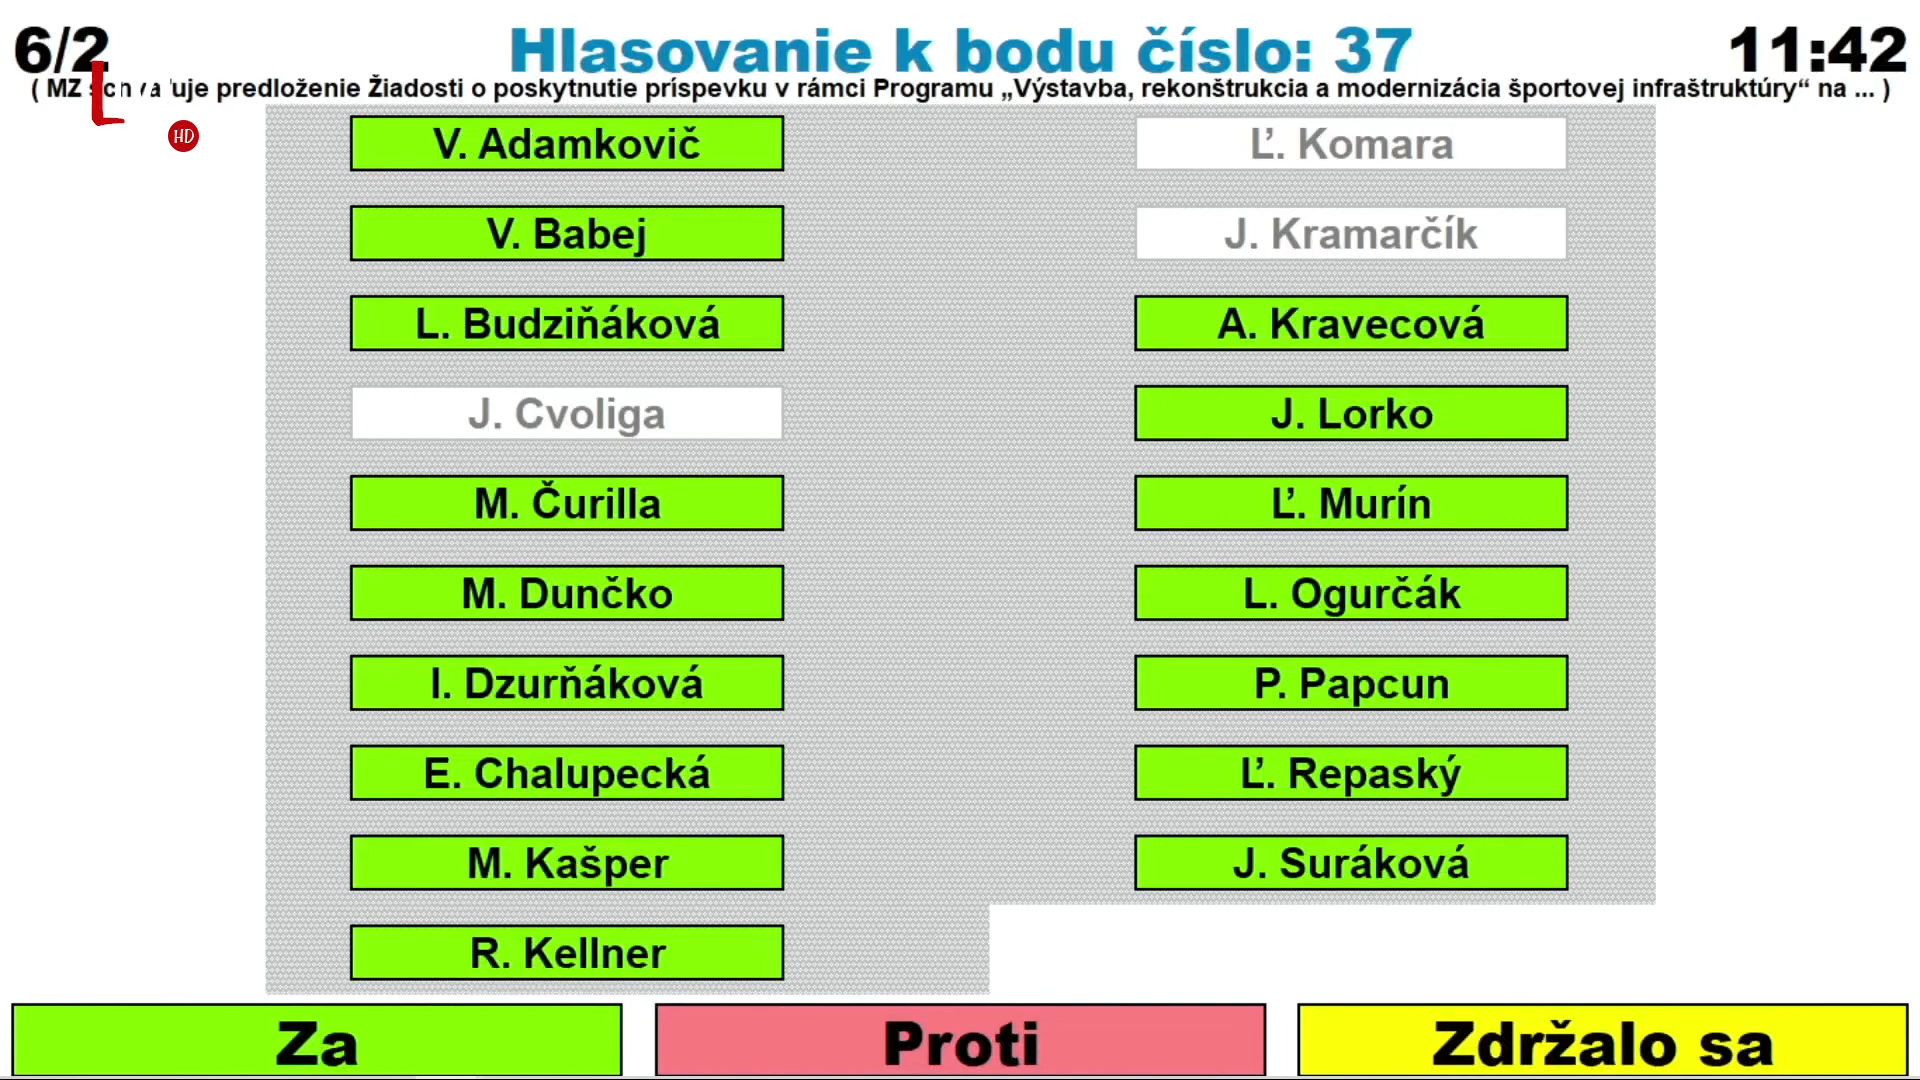 6/2 Hlasovanie k bodu číslo: 37 11:42
( MZ schvaľuje predloženie Žiadosti o poskytnutie príspevku v rámci Programu „Výstavba, rekonštrukcia a modernizácia športovej infraštruktúry“ na ... )
HD
V. Adamkovič
V. Babej
L. Budziňáková
J. Cvoliga
M. Čurilla
M. Dunčko
I. Dzurňáková
E. Chalupecká
M. Kašper
R. Kellner
Ľ. Komara
J. Kramarčík
A. Kravecová
J. Lorko
Ľ. Murín
L. Ogurčák
P. Papcun
Ľ. Repaský
J. Suráková
Za Proti Zdržalo sa